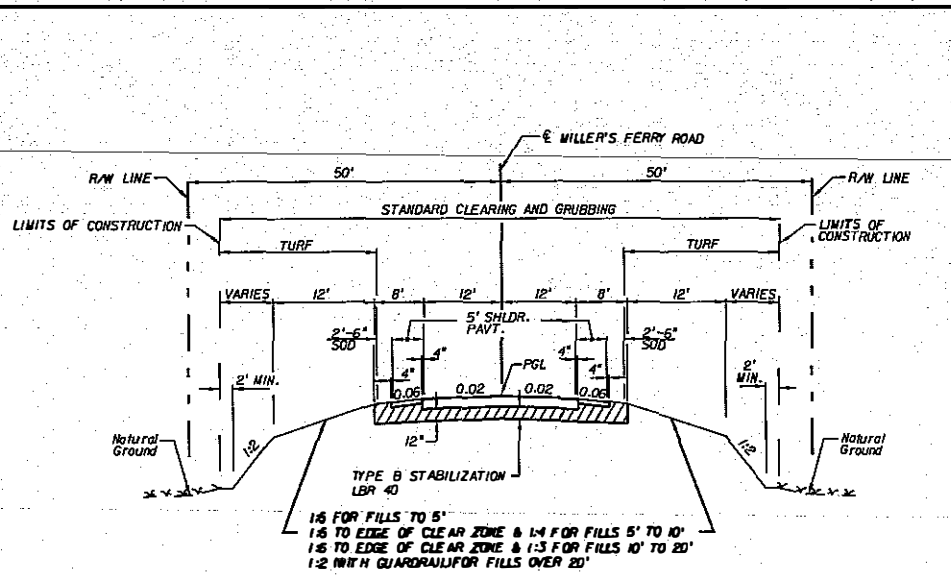 ℄ MILLER'S FERRY ROAD
R/W LINE
50'
50'
R/W LINE
STANDARD CLEARING AND GRUBBING
LIMITS OF CONSTRUCTION
LIMITS OF
CONSTRUCTION
TURF
TURF
VARIES
12'
8'
12'
12'
8'
12'
VARIES
5' SHLDR.
PAVT.
2'-6"
SOD
2'-6"
SOD
4"
4"
PGL
2' MIN.
2'
MIN.
4"
4"
0.06
0.02
0.02
0.06
12"
Natural
Ground
1:2
1:2
Natural
Ground
TYPE B STABILIZATION
LBR 40
1:6 FOR FILLS TO 5'
1:6 TO EDGE OF CLEAR ZONE & 1:4 FOR FILLS 5' TO 10'
1:6 TO EDGE OF CLEAR ZONE & 1:3 FOR FILLS 10' TO 20'
1:2 WITH GUARDRAIL FOR FILLS OVER 20'